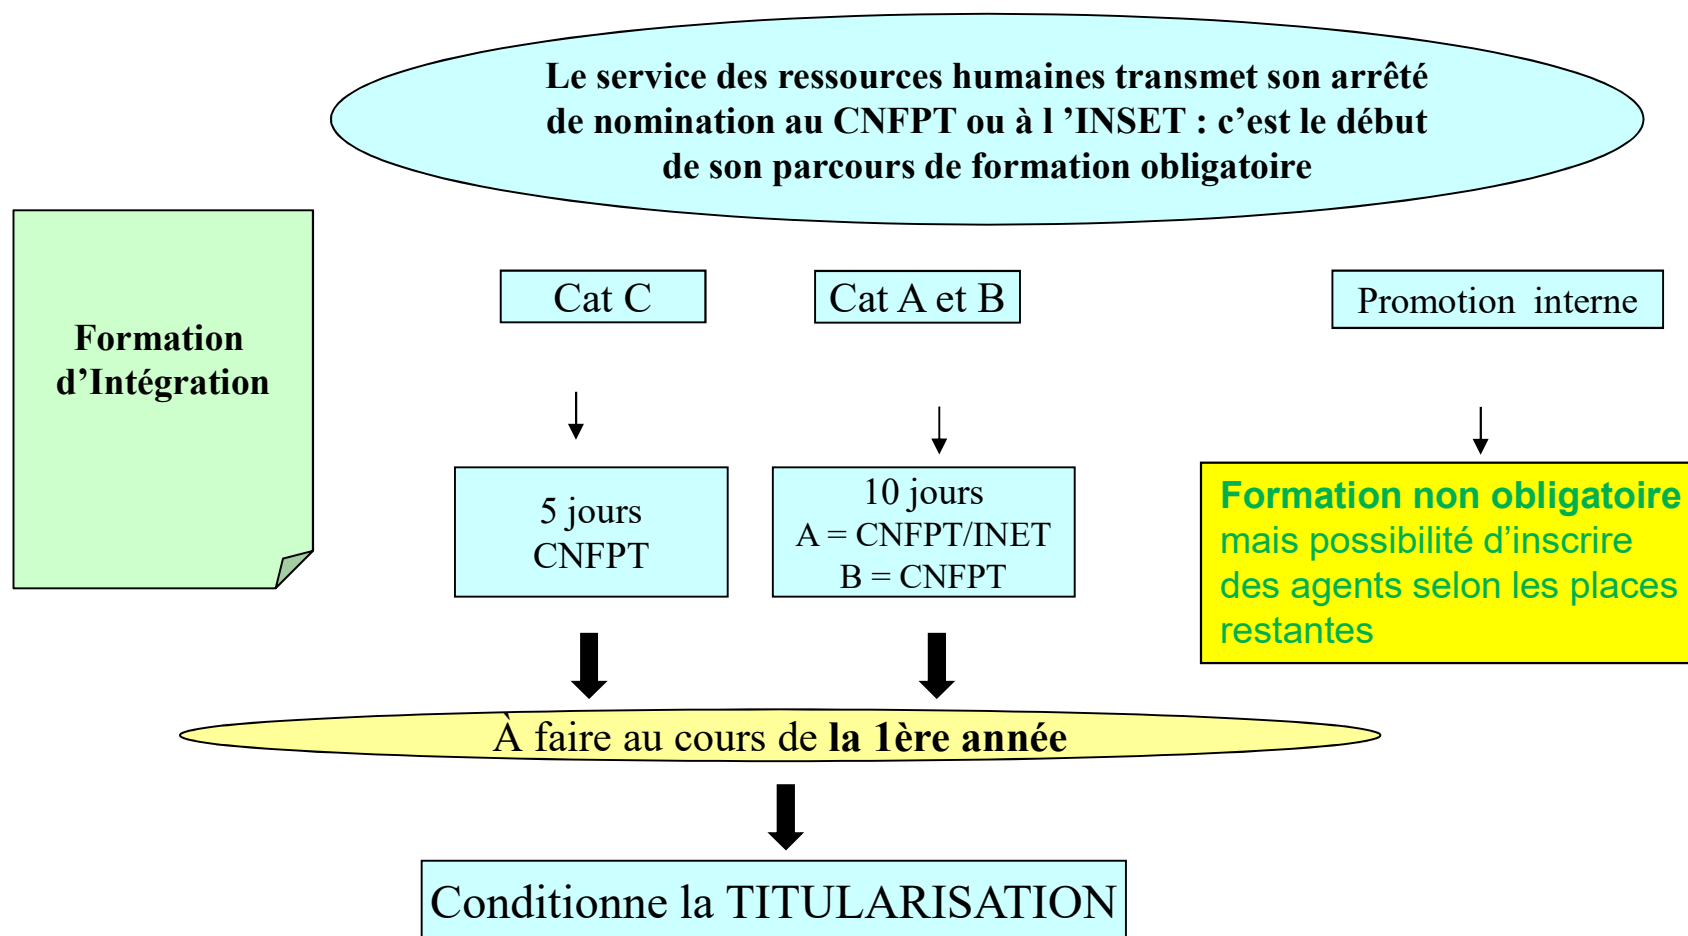 Le service des ressources humaines transmet son arrêté
de nomination au CNFPT ou à l ’INSET : c’est le début
de son parcours de formation obligatoire
Formation
d’Intégration
Cat C
Cat A et B
Promotion interne
5 jours
CNFPT
10 jours
A = CNFPT/INET
B = CNFPT
Formation non obligatoire
mais possibilité d’inscrire
des agents selon les places
restantes
À faire au cours de la 1ère année
Conditionne la TITULARISATION